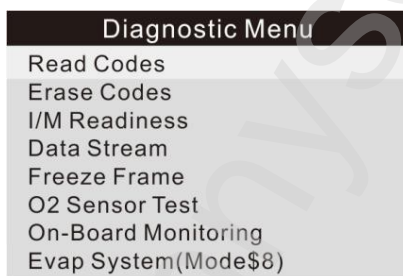 Diagnostic Menu
Read Codes
Erase Codes
I/M Readiness
Data Stream
Freeze Frame
O2 Sensor Test
On-Board Monitoring
Evap System(Mode$8)